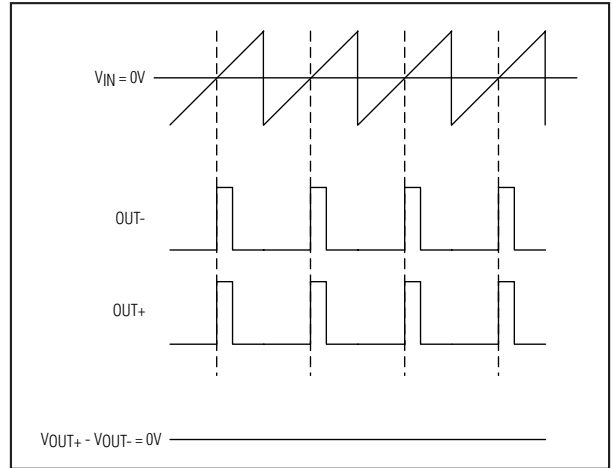 VIN = 0V
OUT-
OUT+
VOUT+ - VOUT- = 0V